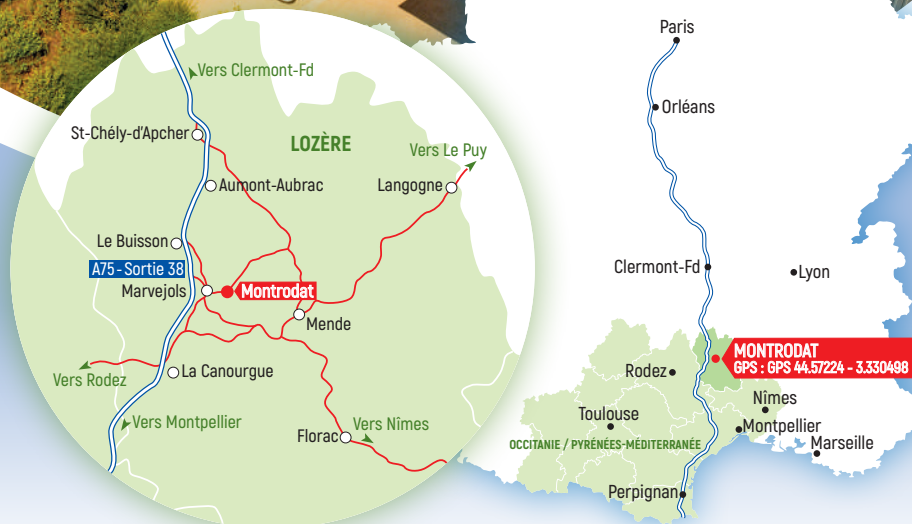 Vers Clermont-Fd
St-Chély-d'Apcher
LOZÈRE
Vers Le Puy
Aumont-Aubrac
Langogne
Le Buisson
A75 - Sortie 38
Marvejols
Montrodat
Mende
La Canourgue
Vers Rodez
Vers Montpellier
Florac
Vers Nîmes
Paris
Orléans
Clermont-Fd
Lyon
MONTRODAT
GPS : GPS 44.57224 - 3.330498
Rodez
Nîmes
Toulouse
Montpellier
OCCITANIE / PYRÉNÉES-MÉDITERRANÉE
Marseille
Perpignan